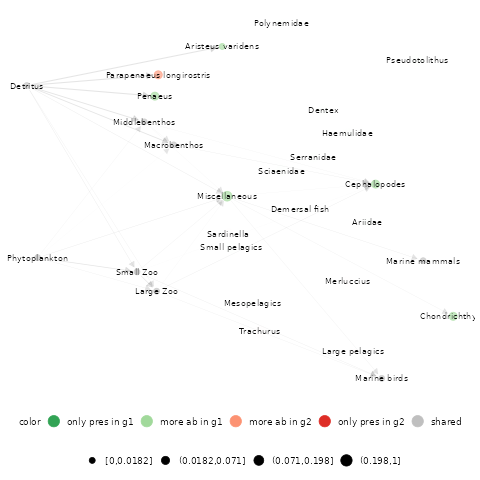 Polynemidae
Aristeus varidens
Pseudotolithus
Parapenaeus longirostris
Detritus
Penaeus
Dentex
Middlebenthos
Haemulidae
Macrobenthos
Serranidae
Sciaenidae
Cephalopodes
Miscellaneous
Demersal fish
Ariidae
Sardinella
Small pelagics
Phytoplankton
Marine mammals
Small Zoo
Merluccius
Large Zoo
Mesopelagics
Chondrichthy
Trachurus
Large pelagics
Marine birds
color only pres in g1 more ab in g1 more ab in g2 only pres in g2 shared
[0,0.0182] (0.0182,0.071] (0.071,0.198] (0.198,1]